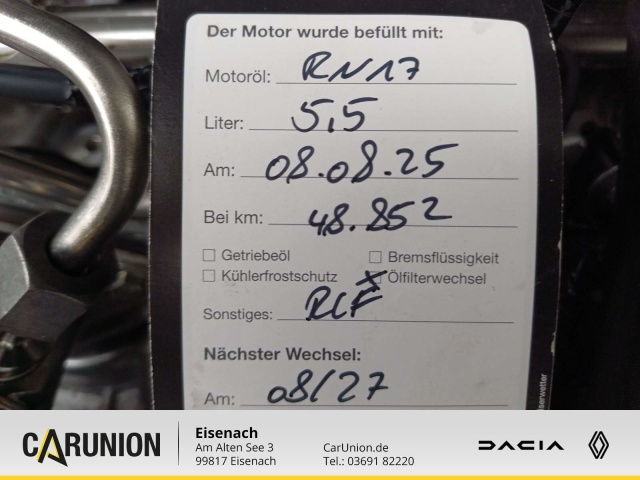 Der Motor wurde befüllt mit:
Motoröl: RN17
Liter: 5,5
Am: 08.08.25
Bei km: 48.852
Getriebeöl Bremsflüssigkeit
Kühlerfrostschutz x Ölfilterwechsel
Sonstiges: RLF
Nächster Wechsel:
Am: 08/27
CARUNION
Eisenach
Am Alten See 3
99817 Eisenach
CarUnion.de
Tel.: 03691 82220
DACIA